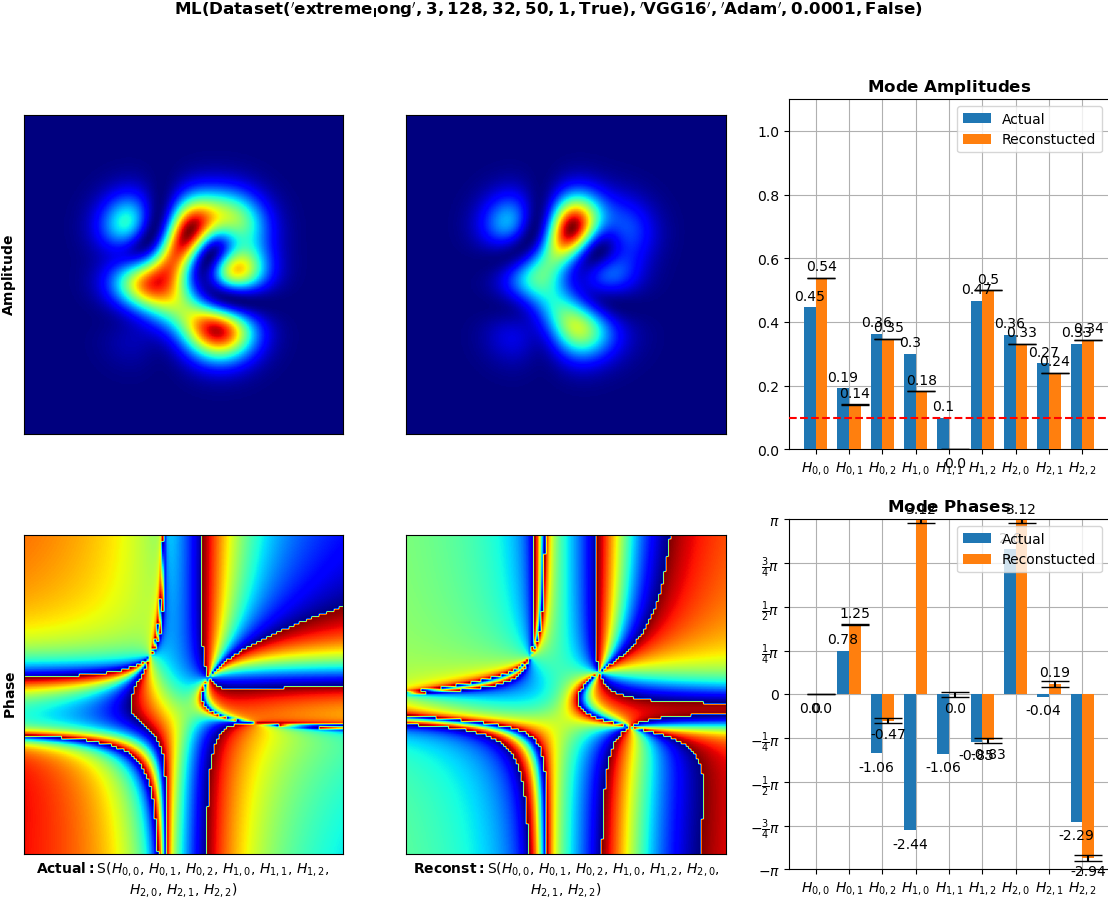 ML(Dataset('extreme_long', 3, 128, 32, 50, 1, True), 'VGG16', 'Adam', 0.0001, False)
Amplitude
Mode Amplitudes
Actual
Reconstucted
1.0
0.8
0.6
0.4
0.2
0.0
0.45
0.54
0.19
0.14
0.36
0.35
0.3
0.18
0.1
0.0
0.47
0.5
0.36
0.33
0.27
0.24
0.33
0.34
H0,0 H0,1 H0,2 H1,0 H1,1 H1,2 H2,0 H2,1 H2,2
Phase
Mode Phases
Actual
Reconstucted
π
3/4π
1/2π
1/4π
0
−1/4π
−1/2π
−3/4π
−π
0.0
0.0
0.78
1.25
-1.06
-0.47
-2.44
3.12
-1.06
0.0
-0.85
-0.83
3.12
-0.04
0.19
-2.29
-2.94
H0,0 H0,1 H0,2 H1,0 H1,1 H1,2 H2,0 H2,1 H2,2
Actual: S(H0,0, H0,1, H0,2, H1,0, H1,1, H1,2,
H2,0, H2,1, H2,2)
Reconst: S(H0,0, H0,1, H0,2, H1,0, H1,2, H2,0,
H2,1, H2,2)